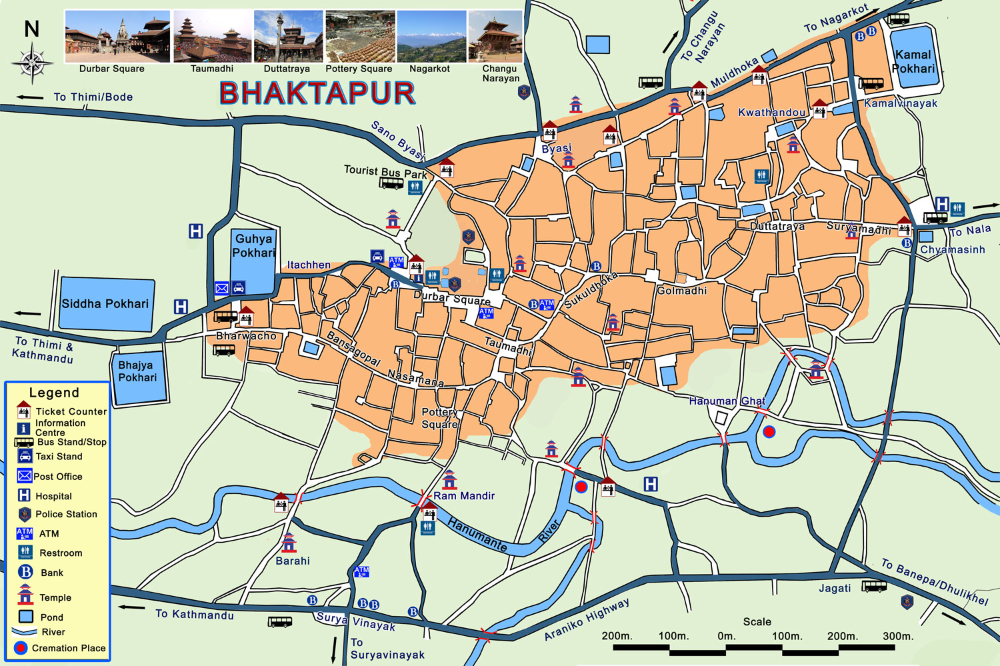 N
Durbar Square
Taumadhi
Duttatraya
Pottery Square
Nagarkot
Changu
Narayan
BHAKTAPUR
To Thimi/Bode
To Changu
Narayan
To Nagarkot
Kamal
Pokhari
Muldhoka
Kamalvinayak
Kwathandou
Sano Byasi
Byasi
Tourist Bus Park
H
H
Guhya
Pokhari
Duttatraya
Suryamadhi
To Nala
Chyamasinh
B
Itachhen
ATM
i
B
B
Siddha Pokhari
H
Durbar Square
Sukuldhoka
Golmadhi
B
ATM
ATM
Bharwacho
Bansagopal
Taumadhi
To Thimi &
Kathmandu
Bhajya
Pokhari
Nasamana
Hanuman Ghat
Pottery
Square
Legend
Ticket Counter
i
Information
Centre
Bus Stand/Stop
Taxi Stand
Post Office
H
Hospital
Police Station
ATM
ATM
Restroom
B
Bank
Temple
Pond
River
Cremation Place
Ram Mandir
H
Hanumante
River
Barahi
ATM
B
B
B
B
B
B
To Kathmandu
Surya Vinayak
To
Suryavinayak
Araniko Highway
Jagati
To Banepa/Dhulikhel
Scale
200m.
100m.
0m.
100m.
200m.
300m.